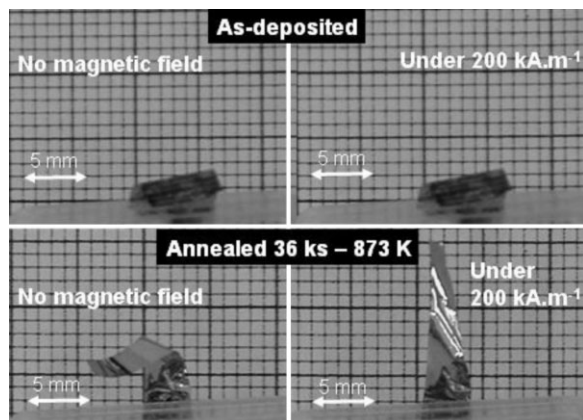 As-deposited
No magnetic field
Under 200 kA.m⁻¹
5 mm
5 mm
Annealed 36 ks – 873 K
No magnetic field
Under
200 kA.m⁻¹
5 mm
5 mm